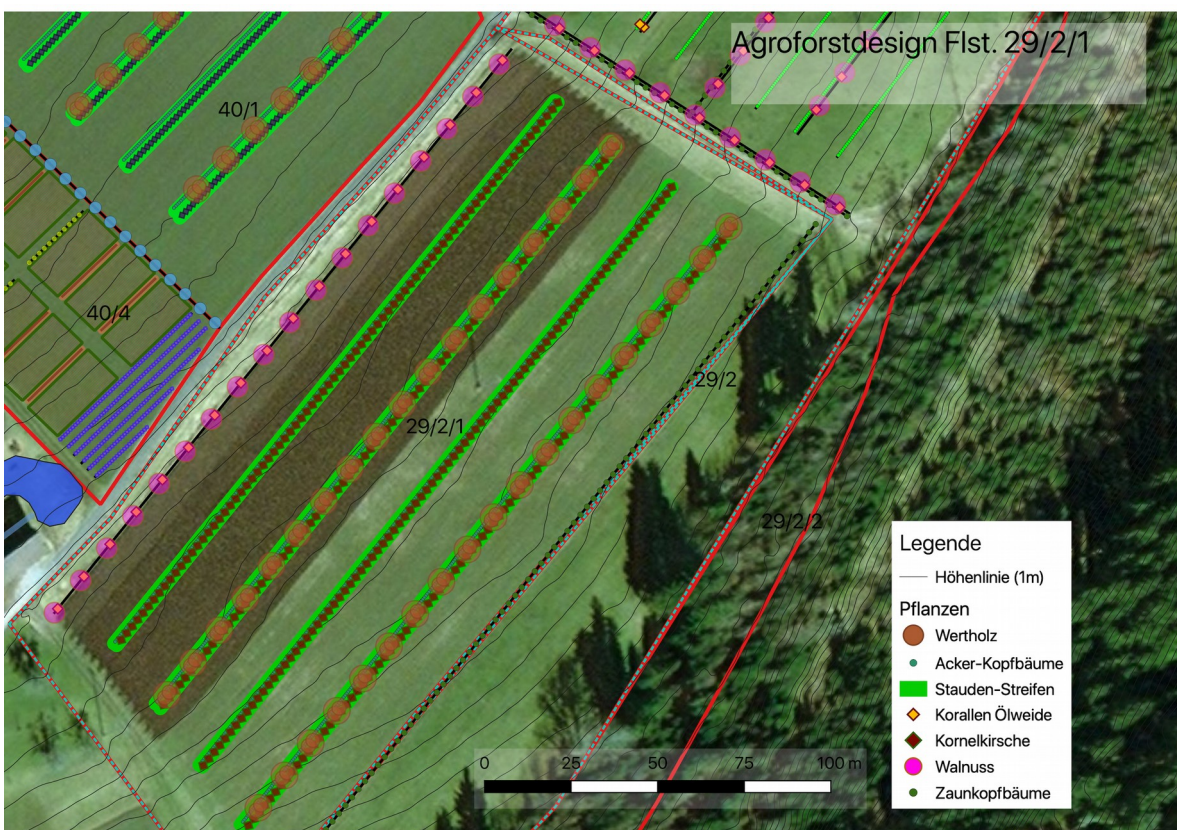 Agroforstdesign Flst. 29/2/1
40/1
40/4
29/2
29/2/1
29/2/2
Legende
Höhenlinie (1m)
Pflanzen
Wertholz
Acker-Kopfbäume
Stauden-Streifen
Korallen Ölweide
Kornelkirsche
Walnuss
Zaunkopfbäume
0 25 50 100 m